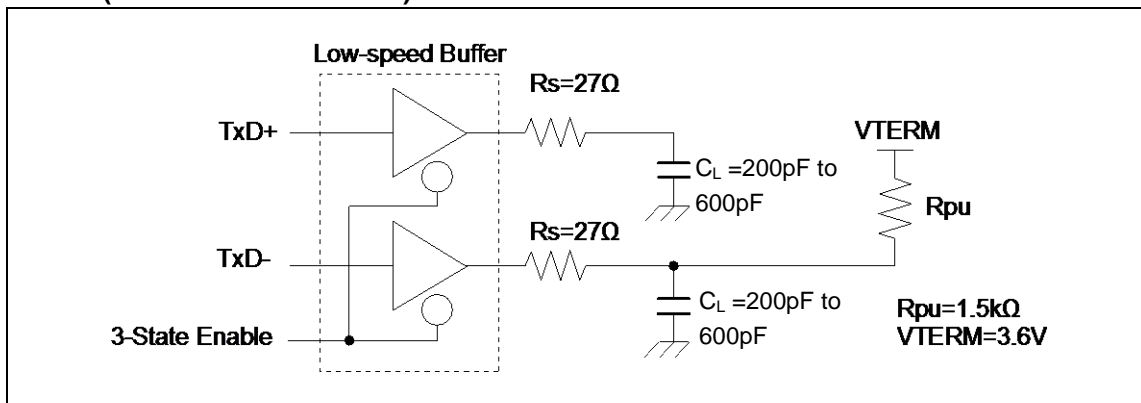 Low-speed Buffer
Rs=27Ω
TxD+
VTERM
CL =200pF to
600pF
Rpu
Rs=27Ω
TxD-
CL =200pF to
600pF
Rpu=1.5kΩ
VTERM=3.6V
3-State Enable